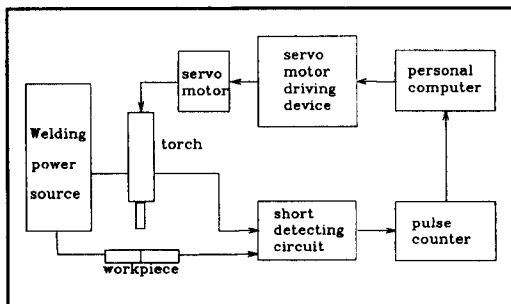 servo
motor
servo
motor
driving
device
personal
computer
Welding
power
source
torch
short
detecting
circuit
pulse
counter
workpiece